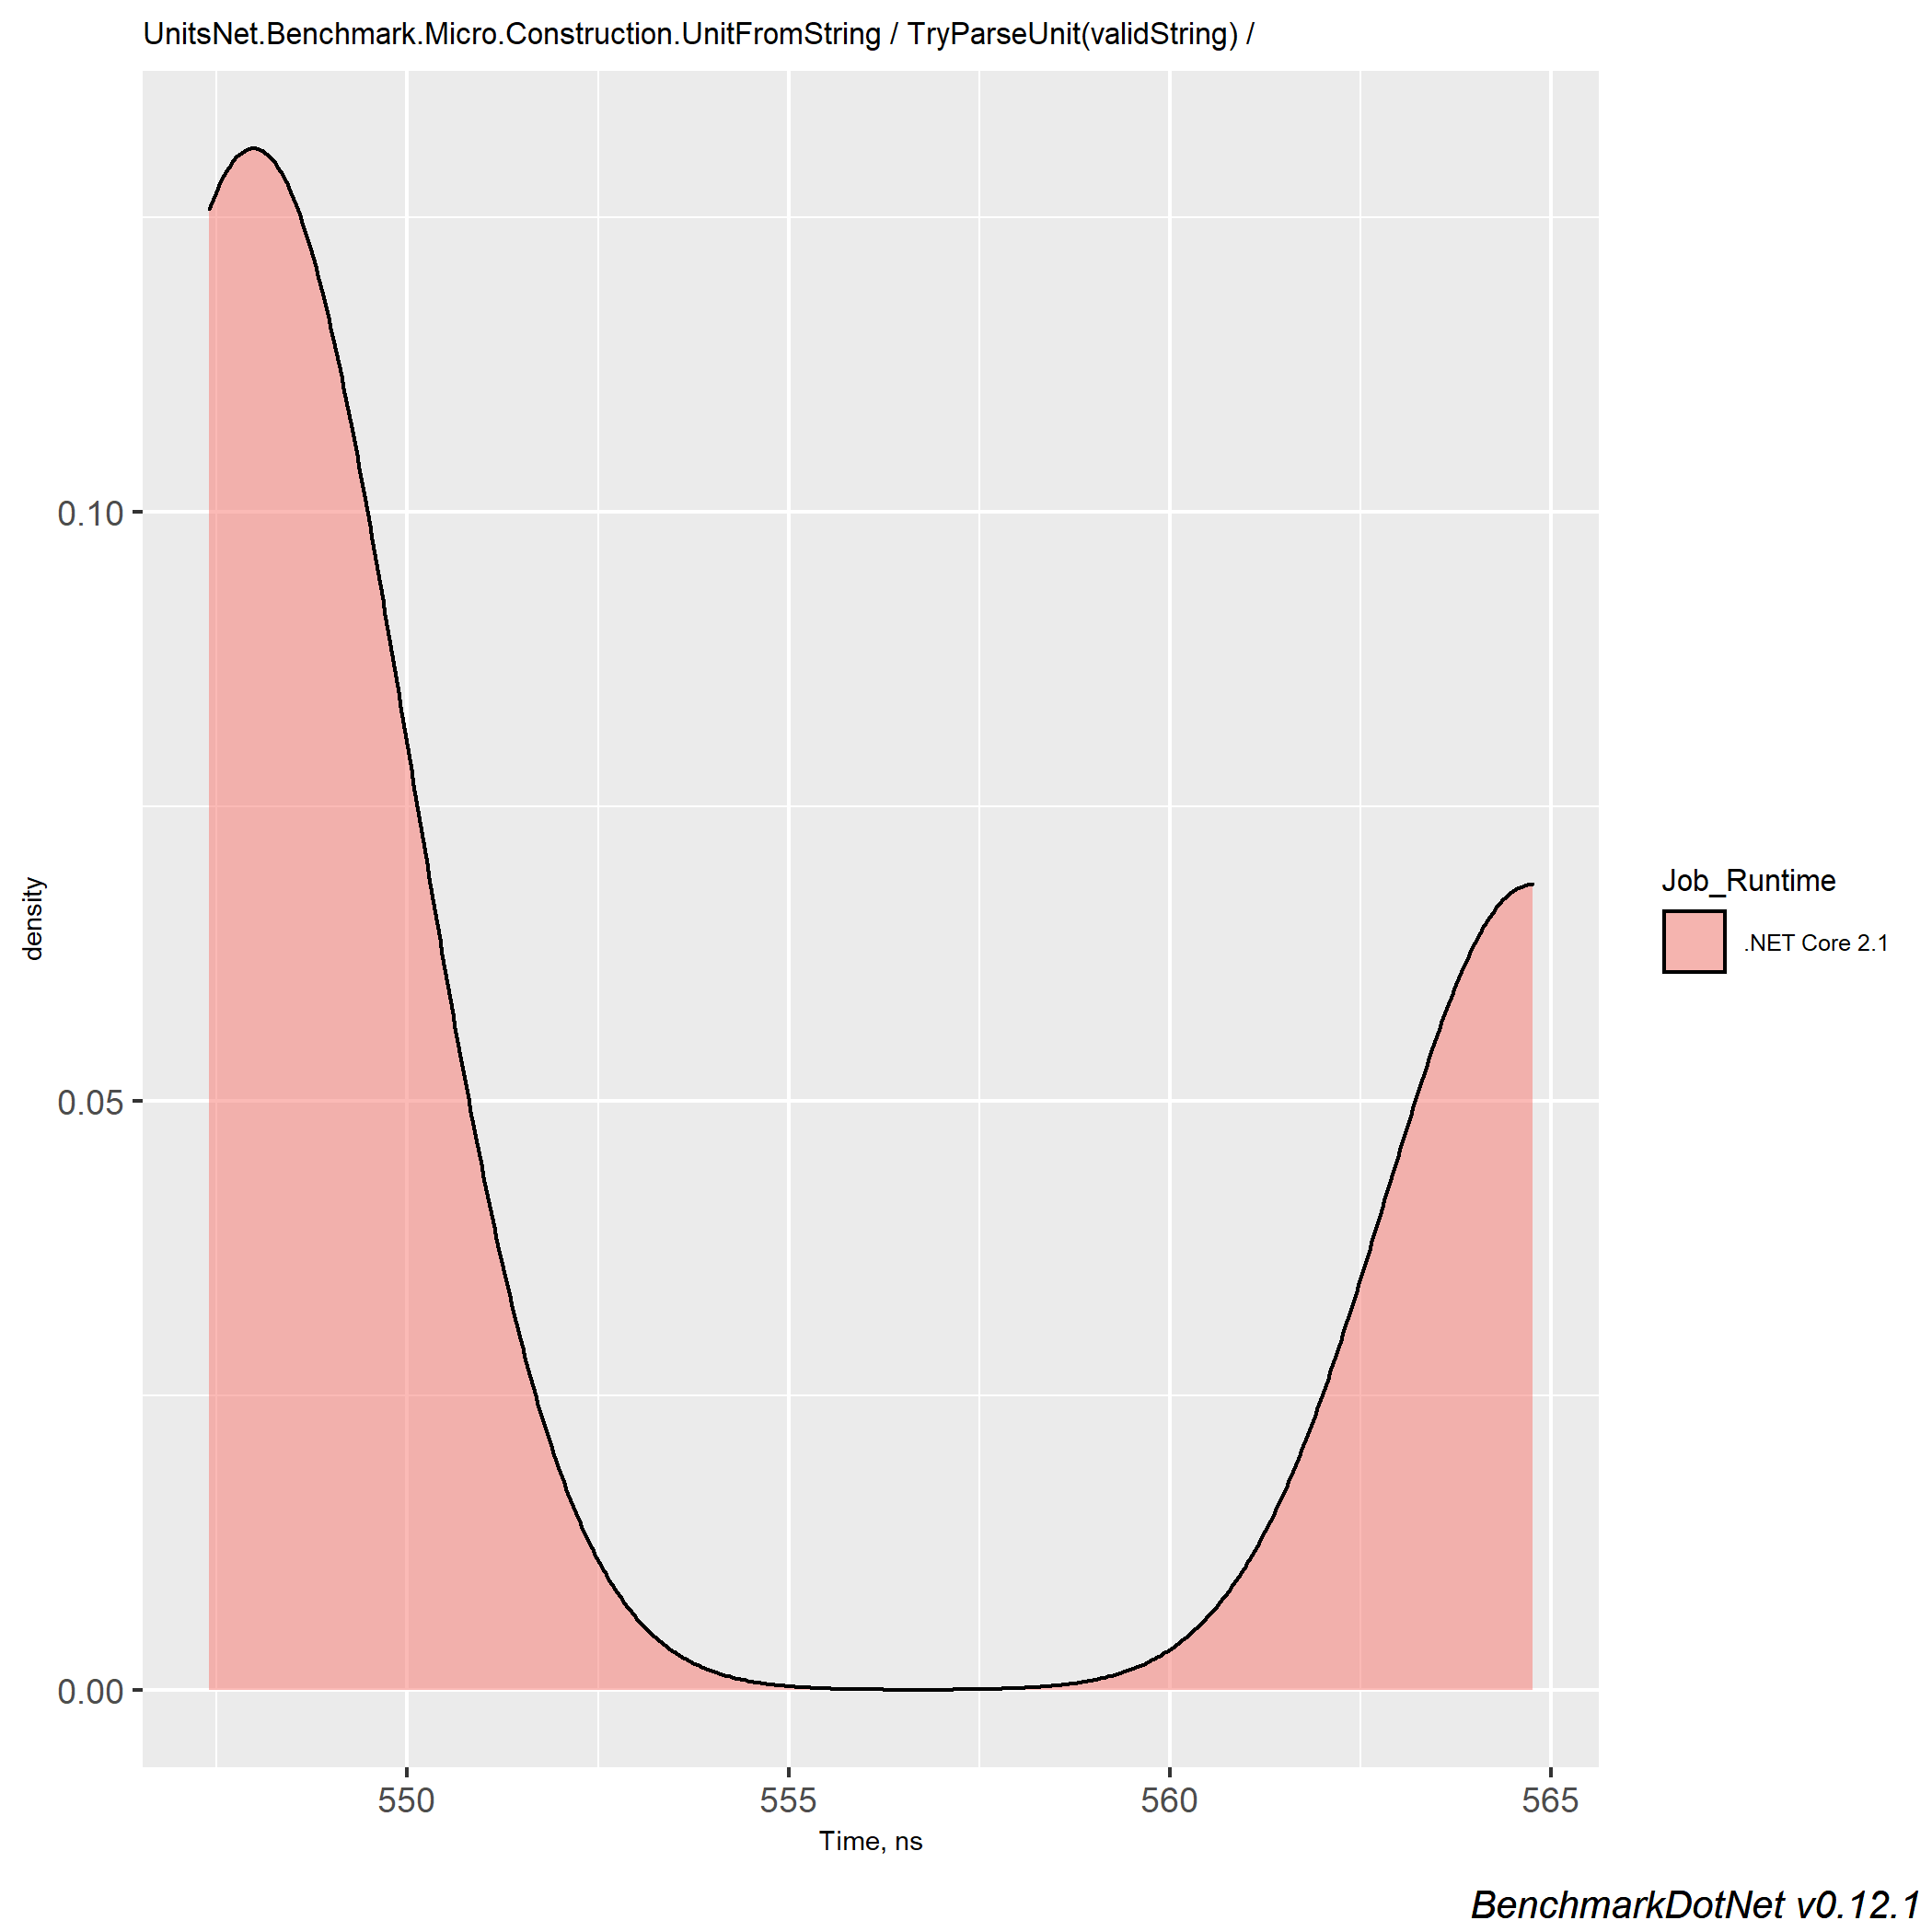 UnitsNet.Benchmark.Micro.Construction.UnitFromString / TryParseUnit(validString) /
0.10
0.05
0.00
density
550
555
560
565
Time, ns
Job_Runtime
.NET Core 2.1
BenchmarkDotNet v0.12.1